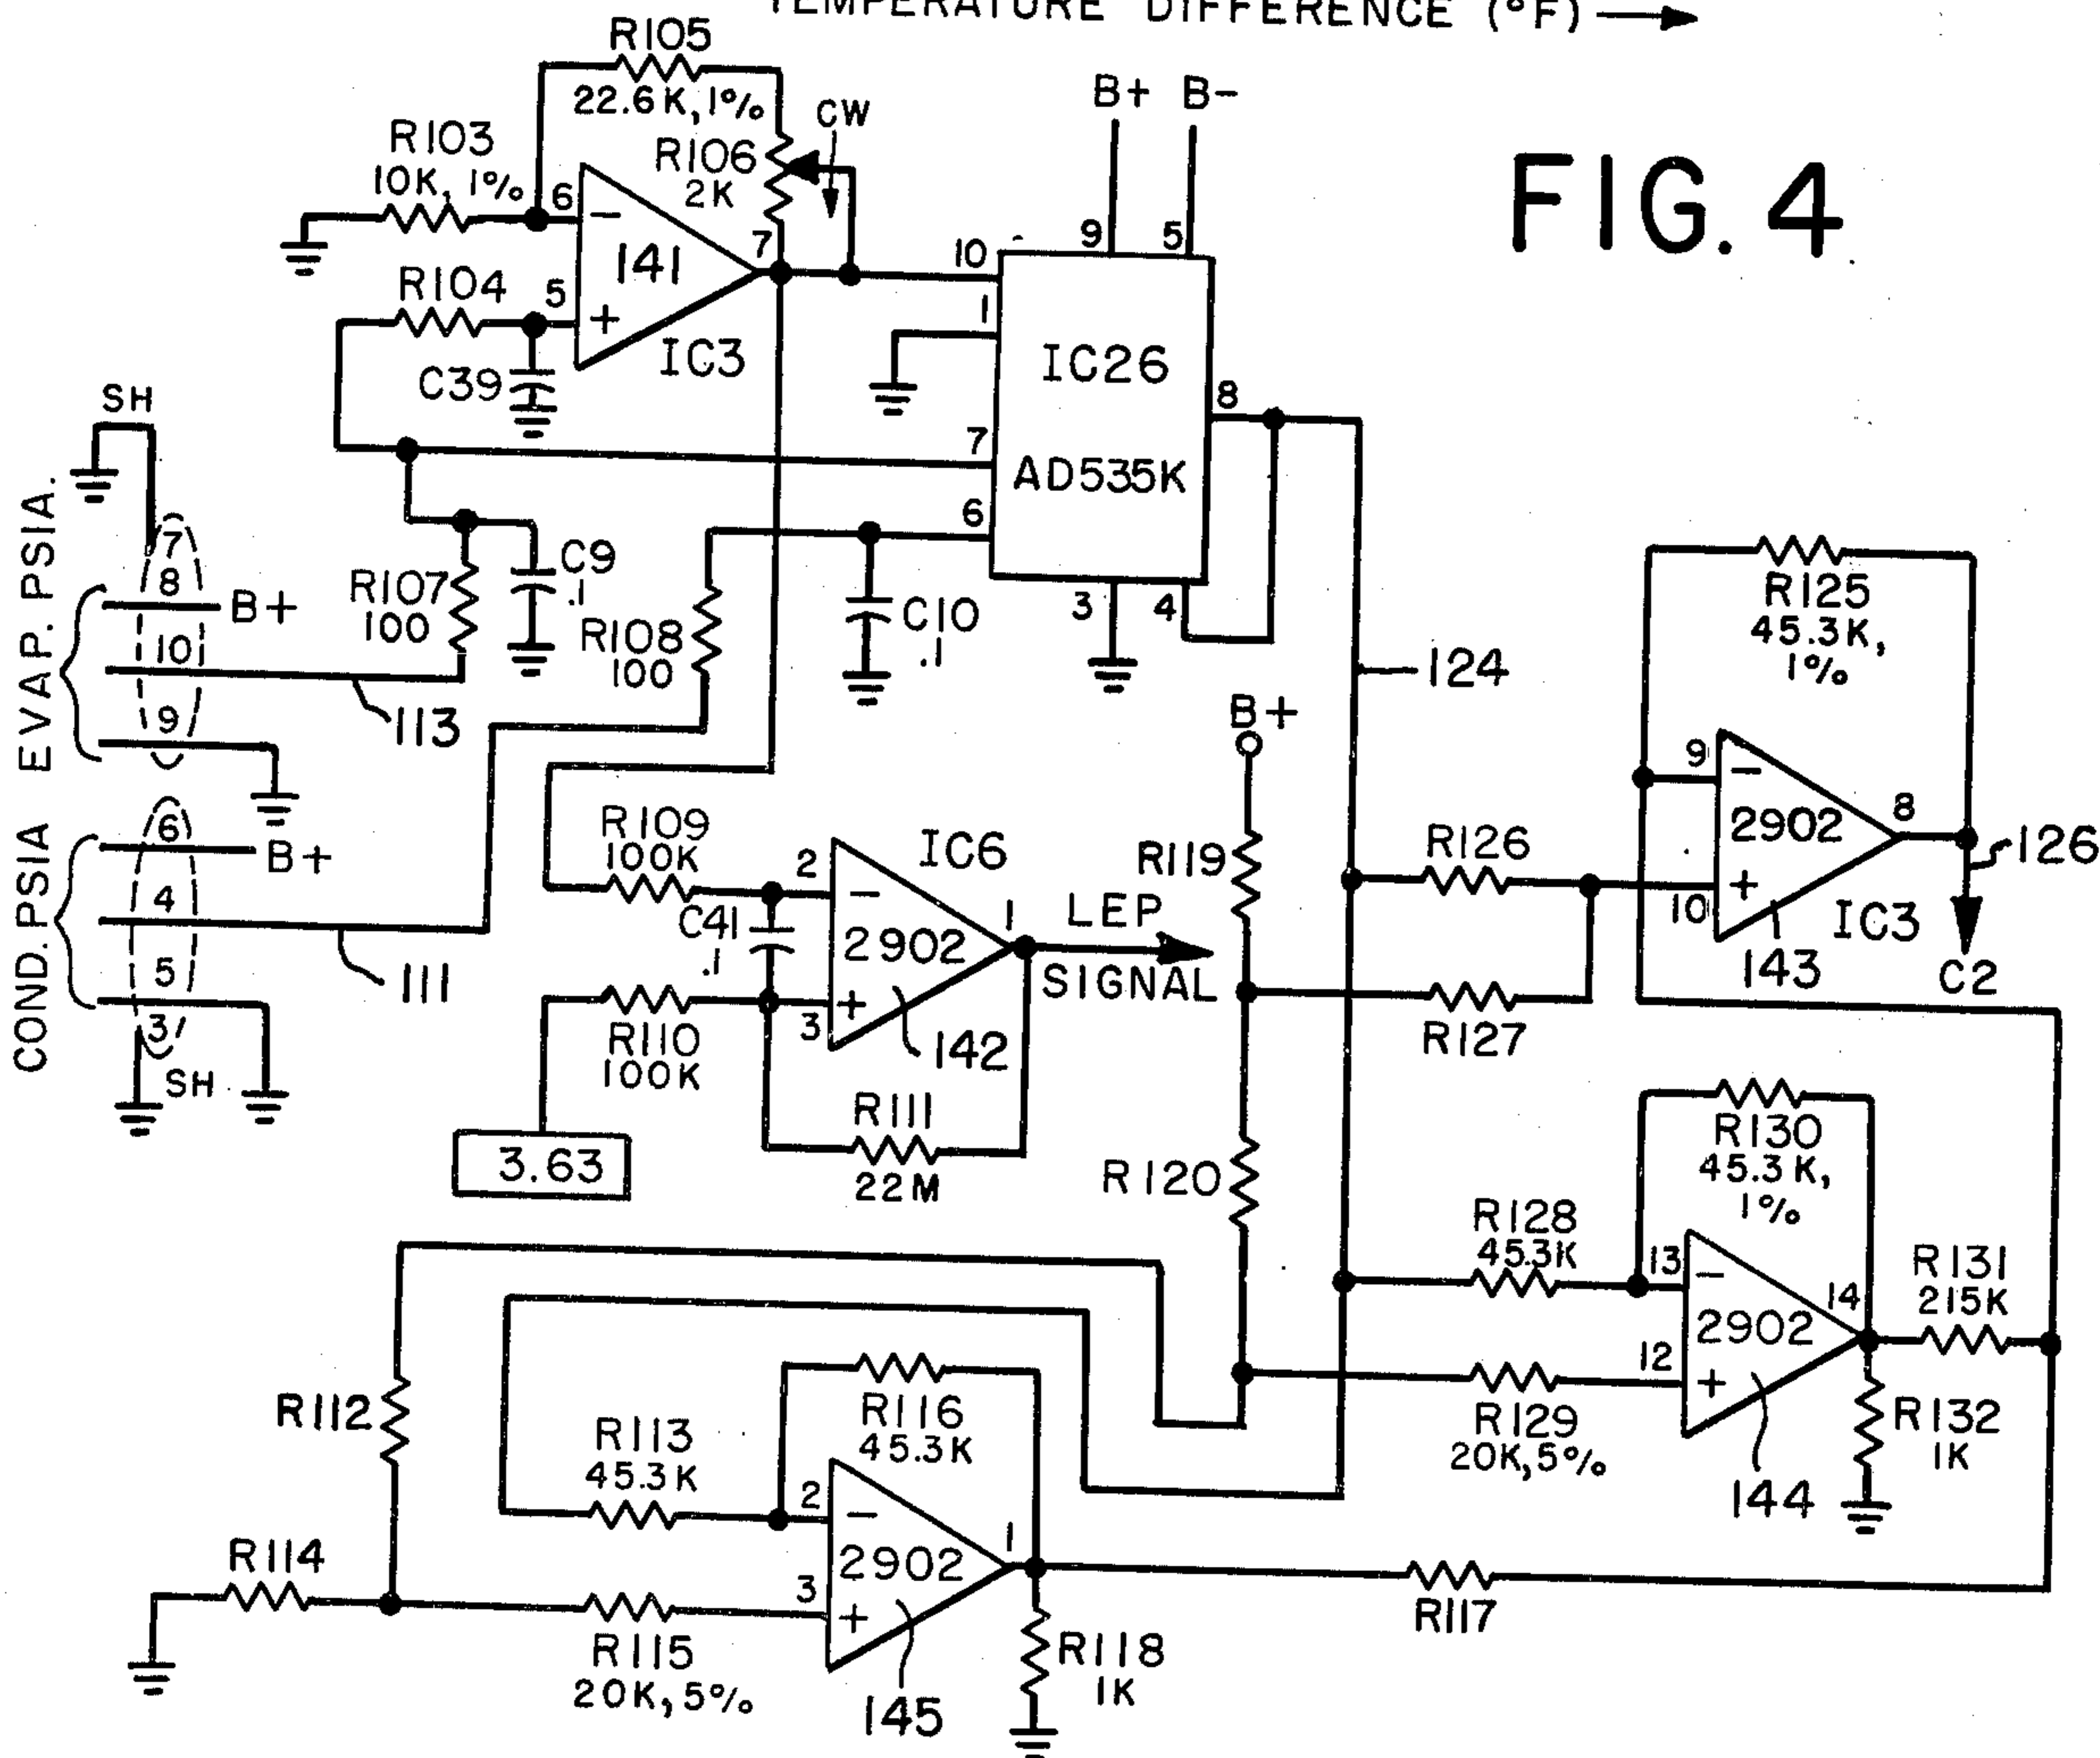 TEMPERATURE DIFFERENCE (°F)
FIG. 4
R105
22.6K, 1%
CW
B+ B-
R103
10K, 1%
R106
2K
6
-
141
7
R104
5
+
IC3
C39
10
9
5
1
IC26
8
7
AD535K
6
3
4
SH
EVAP. PSIA.
7
8
B+
10
9
113
R107
100
C9
.1
R108
100
C10
.1
COND. PSIA
6
B+
4
5
3
SH
111
R109
100K
IC6
2
-
C41
.1
2902
1
LEP
SIGNAL
+
3
R110
100K
142
R111
22M
3.63
124
B+
R119
R120
R125
45.3K,
1%
9
-
2902
8
126
R126
+
10
IC3
143
C2
R127
R130
45.3K,
1%
R128
45.3K
13
-
14
2902
R131
215K
12
+
R129
20K, 5%
R132
1K
144
R112
R116
45.3K
R113
45.3K
2
-
2902
1
R114
3
+
R115
20K, 5%
145
R118
1K
R117